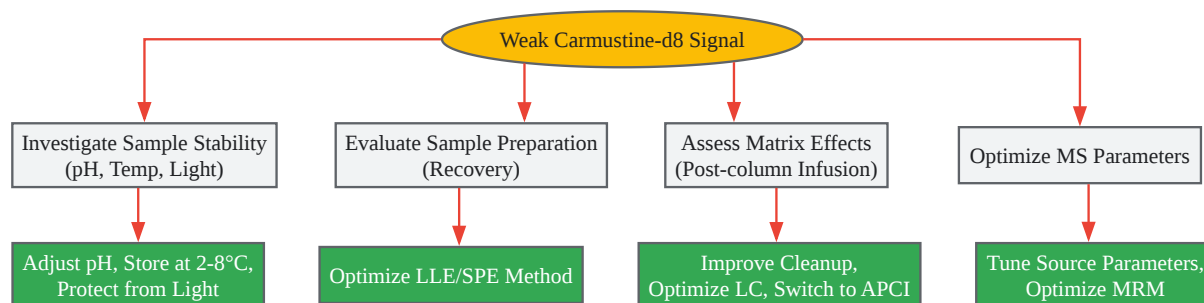 Weak Carmustine-d8 Signal
Investigate Sample Stability
(pH, Temp, Light)
Evaluate Sample Preparation
(Recovery)
Assess Matrix Effects
(Post-column Infusion)
Optimize MS Parameters
Adjust pH, Store at 2-8°C,
Protect from Light
Optimize LLE/SPE Method
Improve Cleanup,
Optimize LC, Switch to APCI
Tune Source Parameters,
Optimize MRM